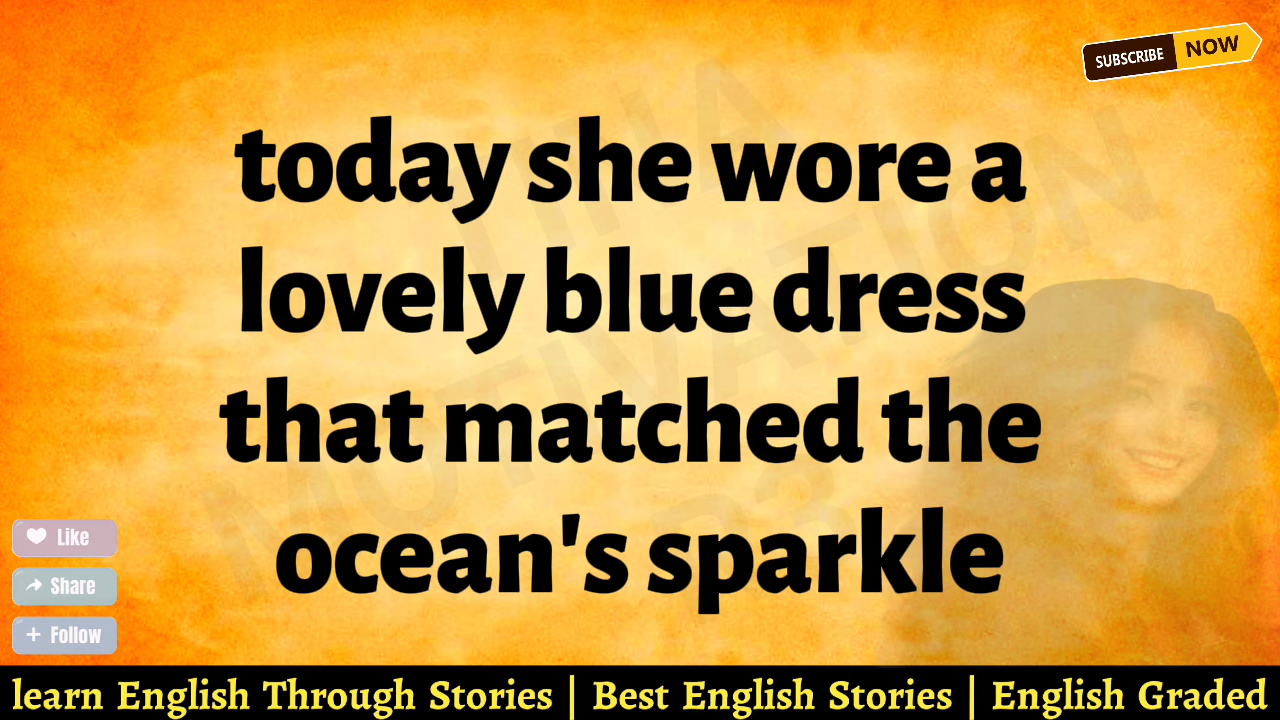 SUBSCRIBE NOW
today she wore a
lovely blue dress
that matched the
ocean's sparkle
Like
Share
Follow
learn English Through Stories | Best English Stories | English Graded